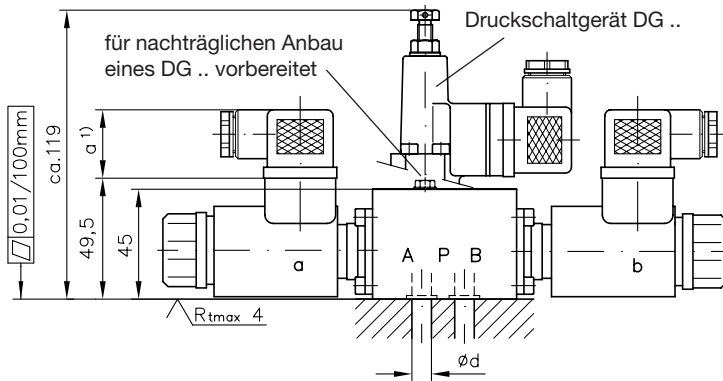 für nachträglichen Anbau
eines DG .. vorbereitet
Druckschaltgerät DG ..
0,01/100mm
ca.119
a 1)
49,5
45
a
A P B
b
Rtmax 4
ød